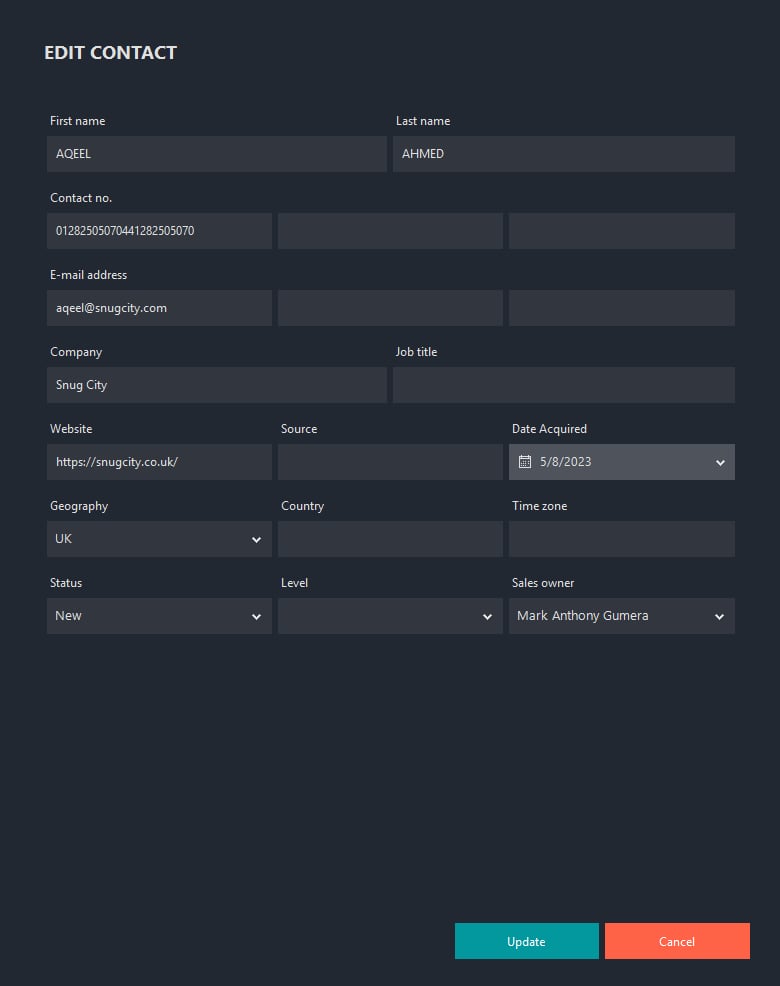 EDIT CONTACT
First name Last name
AQEEL AHMED
Contact no.
01282505070441282505070
E-mail address
aqeel@snugcity.com
Company Job title
Snug City
Website Source Date Acquired
https://snugcity.co.uk/ 5/8/2023
Geography Country Time zone
UK
Status Level Sales owner
New Mark Anthony Gumera
Update Cancel